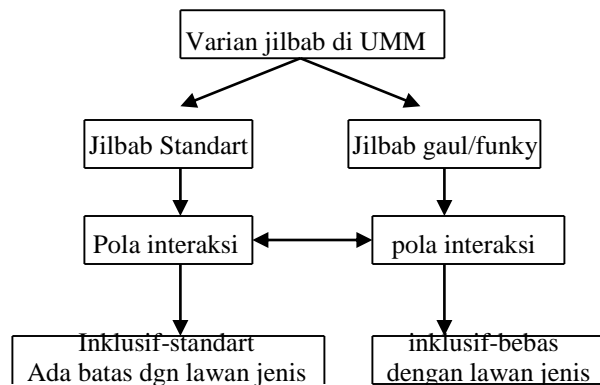 Varian jilbab di UMM
Jilbab Standart
Jilbab gaul/funky
Pola interaksi
pola interaksi
Inklusif-standart
Ada batas dgn lawan jenis
inklusif-bebas
dengan lawan jenis